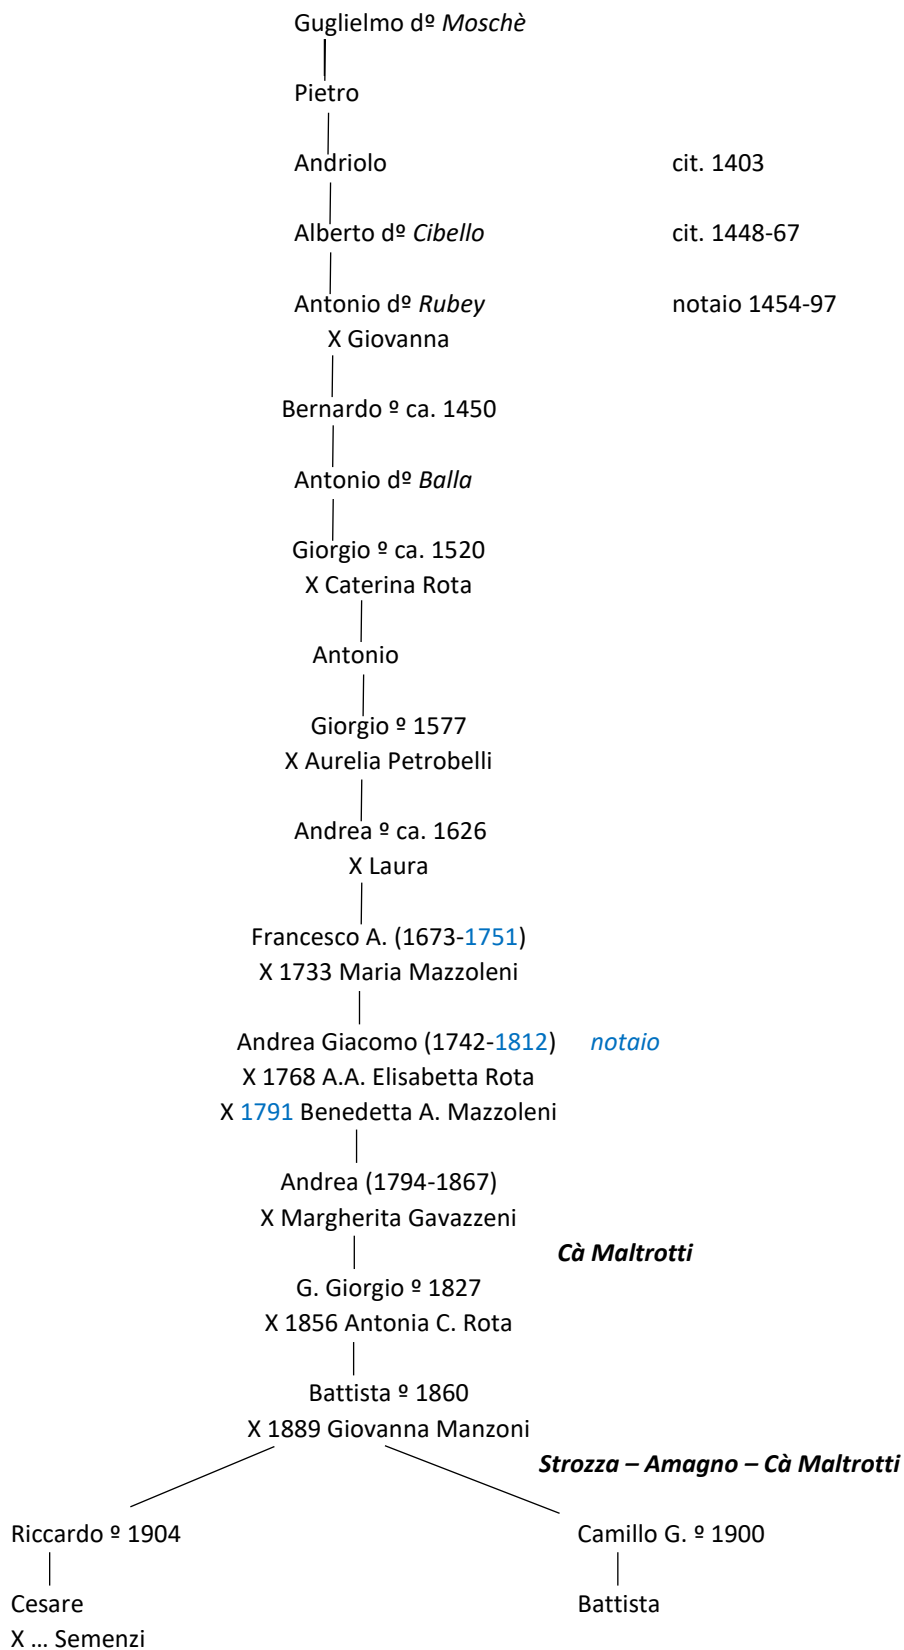 Guglielmo dº Moschè
Pietro
Andriolo cit. 1403
Alberto dº Cibello cit. 1448-67
Antonio dº Rubey notaio 1454-97
X Giovanna
Bernardo º ca. 1450
Antonio dº Balla
Giorgio º ca. 1520
X Caterina Rota
Antonio
Giorgio º 1577
X Aurelia Petrobelli
Andrea º ca. 1626
X Laura
Francesco A. (1673-1751)
X 1733 Maria Mazzoleni
Andrea Giacomo (1742-1812) notaio
X 1768 A.A. Elisabetta Rota
X 1791 Benedetta A. Mazzoleni
Andrea (1794-1867)
X Margherita Gavazzeni
Cà Maltrotti
G. Giorgio º 1827
X 1856 Antonia C. Rota
Battista º 1860
X 1889 Giovanna Manzoni
Strozza – Amagno – Cà Maltrotti
Riccardo º 1904 Camillo G. º 1900
Cesare Battista
X ... Semenzi